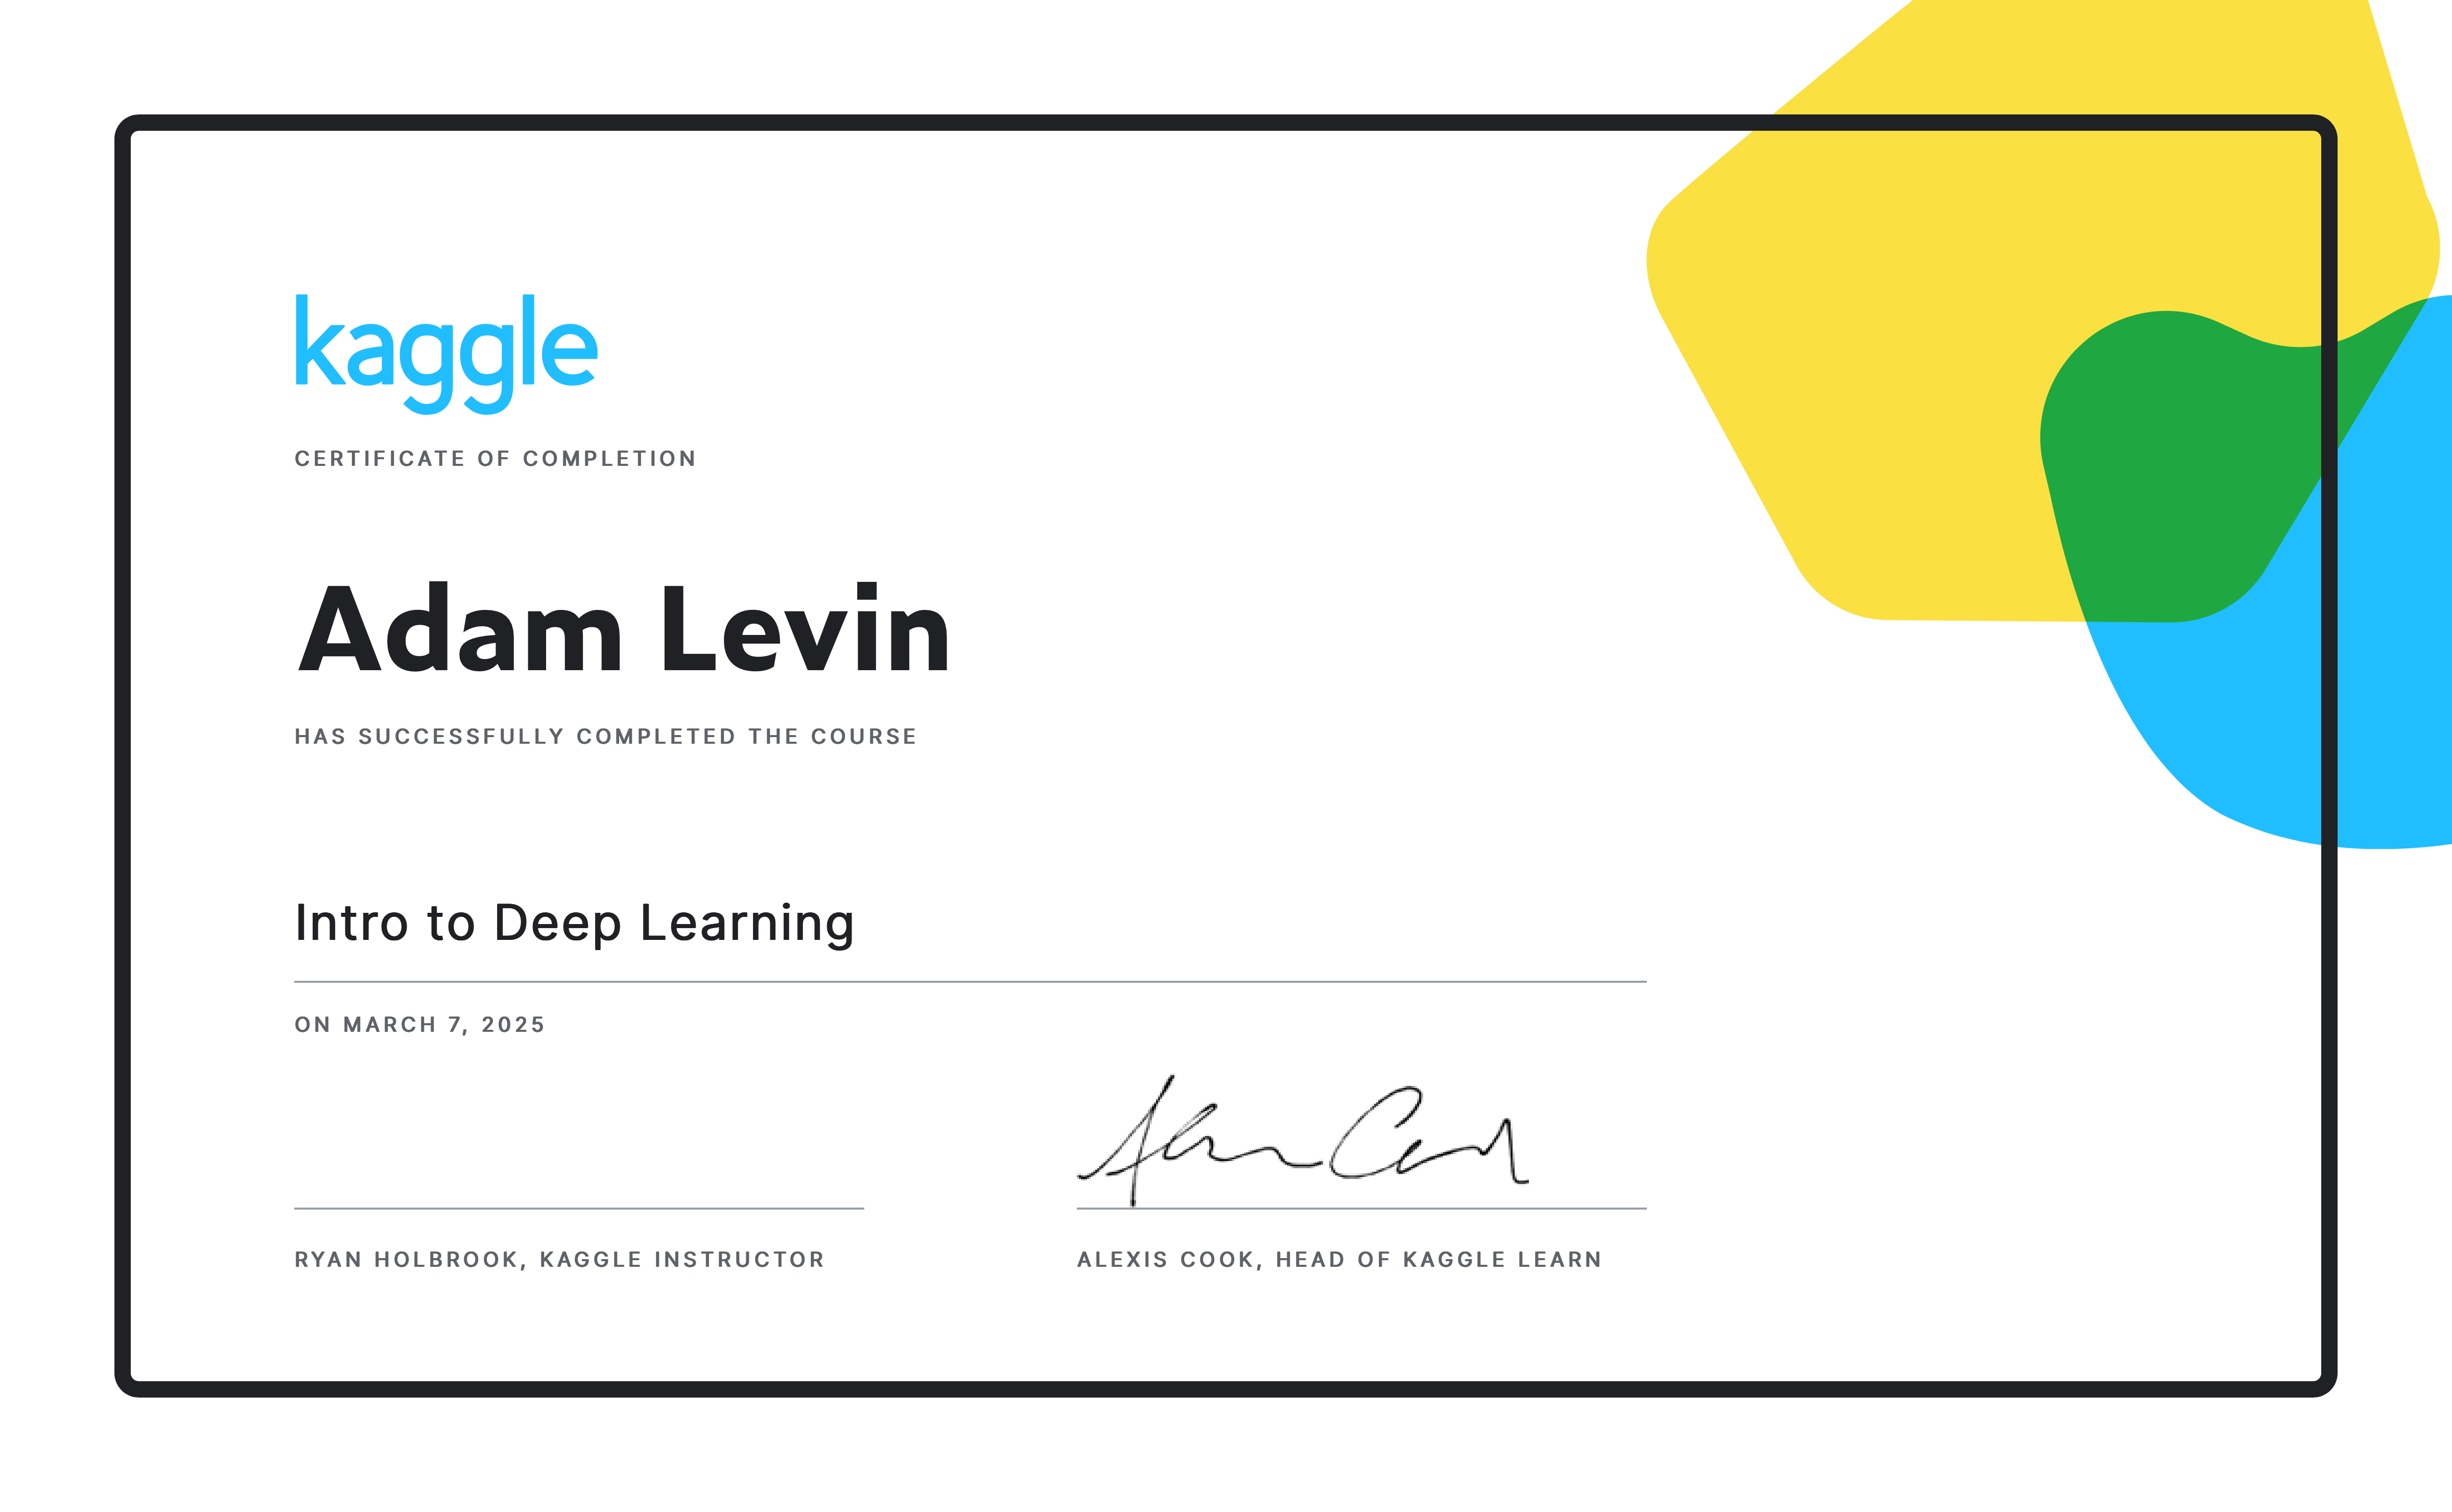 kaggle
CERTIFICATE OF COMPLETION
Adam Levin
HAS SUCCESSFULLY COMPLETED THE COURSE
Intro to Deep Learning
ON MARCH 7, 2025
RYAN HOLBROOK, KAGGLE INSTRUCTOR
ALEXIS COOK, HEAD OF KAGGLE LEARN